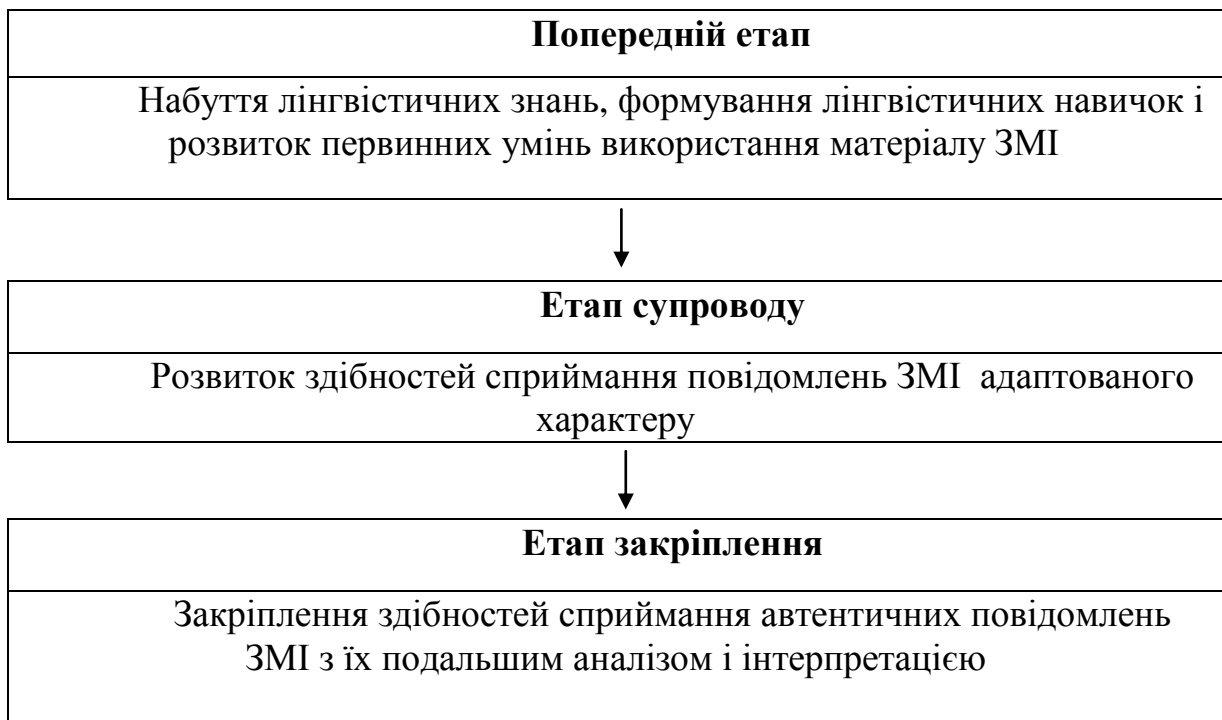 Попередній етап
Набуття лінгвістичних знань, формування лінгвістичних навичок і
розвиток первинних умінь використання матеріалу ЗМІ
Етап супроводу
Розвиток здібностей сприймання повідомлень ЗМІ адаптованого
характеру
Етап закріплення
Закріплення здібностей сприймання автентичних повідомлень
ЗМІ з їх подальшим аналізом і інтерпретацією